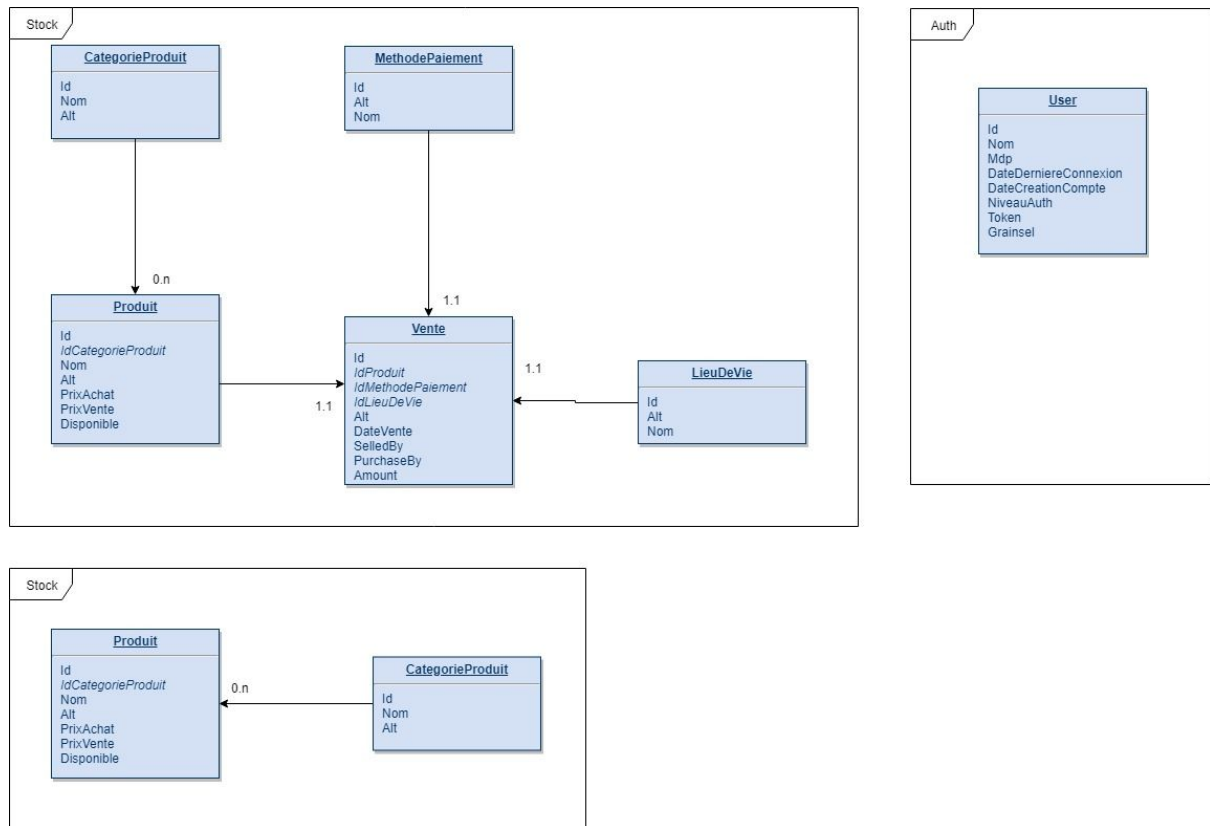 Stock
CategorieProduit
Id
Nom
Alt
MethodePaiement
Id
Alt
Nom
0.n
1.1
Produit
Id
IdCategorieProduit
Nom
Alt
PrixAchat
PrixVente
Disponible
1.1
Vente
Id
IdProduit
IdMethodePaiement
IdLieuDeVie
Alt
DateVente
SelledBy
PurchaseBy
Amount
1.1
LieuDeVie
Id
Alt
Nom
Auth
User
Id
Nom
Mdp
DateDerniereConnexion
DateCreationCompte
NiveauAuth
Token
Grainsel
Stock
Produit
Id
IdCategorieProduit
Nom
Alt
PrixAchat
PrixVente
Disponible
0.n
CategorieProduit
Id
Nom
Alt